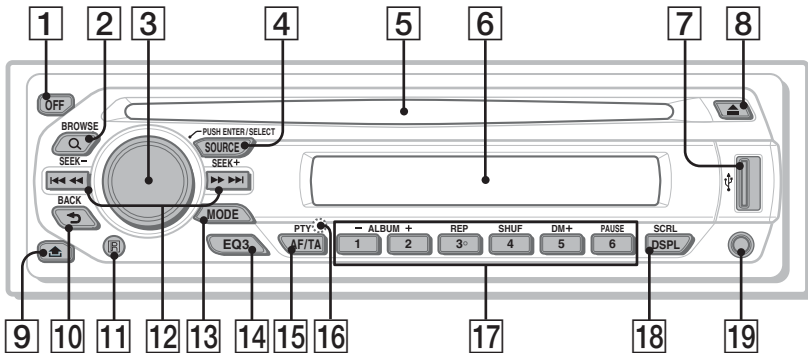 1 2 3 4 5 6 7 8
OFF
BROWSE
PUSH ENTER/SELECT
SOURCE
SEEK− SEEK+
BACK
MODE
PTY
− ALBUM + REP SHUF DM+ PAUSE SCRL
EQ3 AF/TA 1 2 3 4 5 6 DSPL
R
9 10 11 12 13 14 15 16 17 18 19